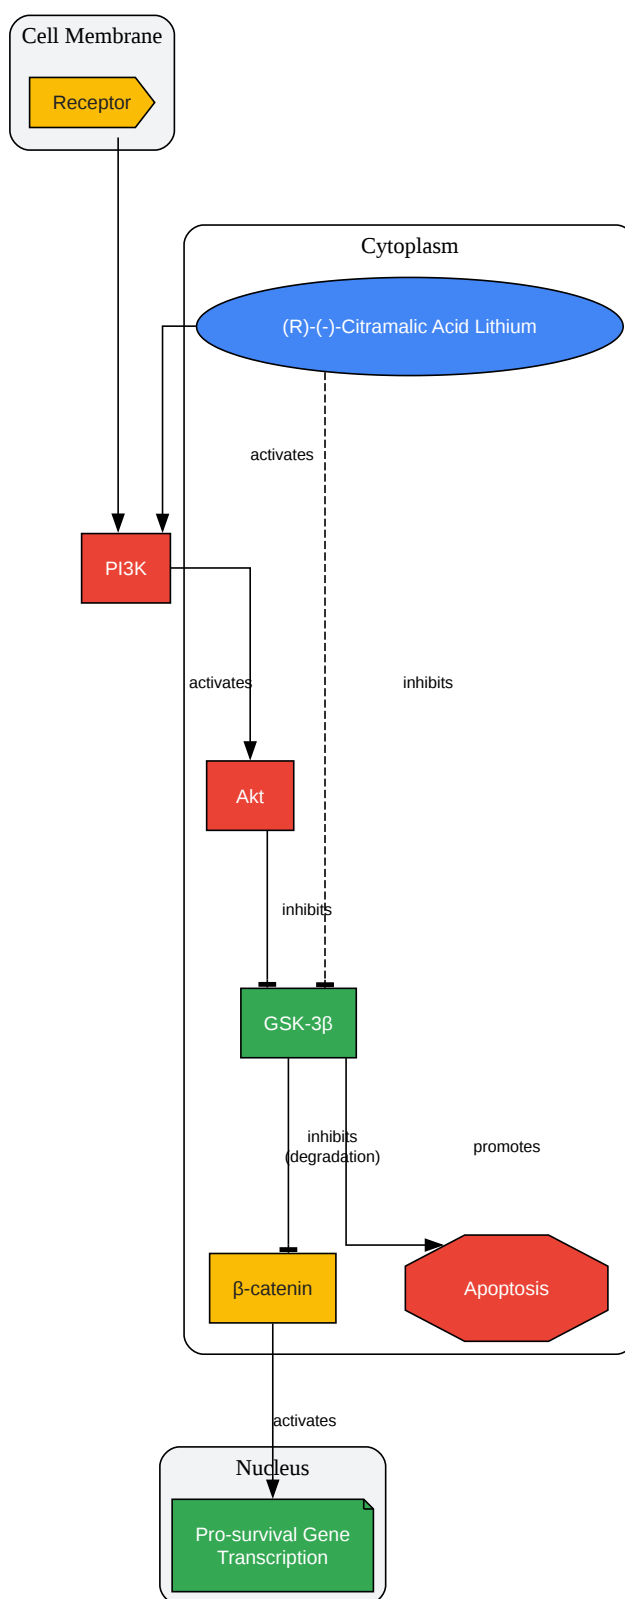 Cell Membrane
Receptor
Cytoplasm
(R)-(-)-Citramalic Acid Lithium
activates
PI3K
activates
inhibits
Akt
inhibits
GSK-3β
inhibits
(degradation)
promotes
β-catenin
Apoptosis
activates
Nucleus
Pro-survival Gene
Transcription